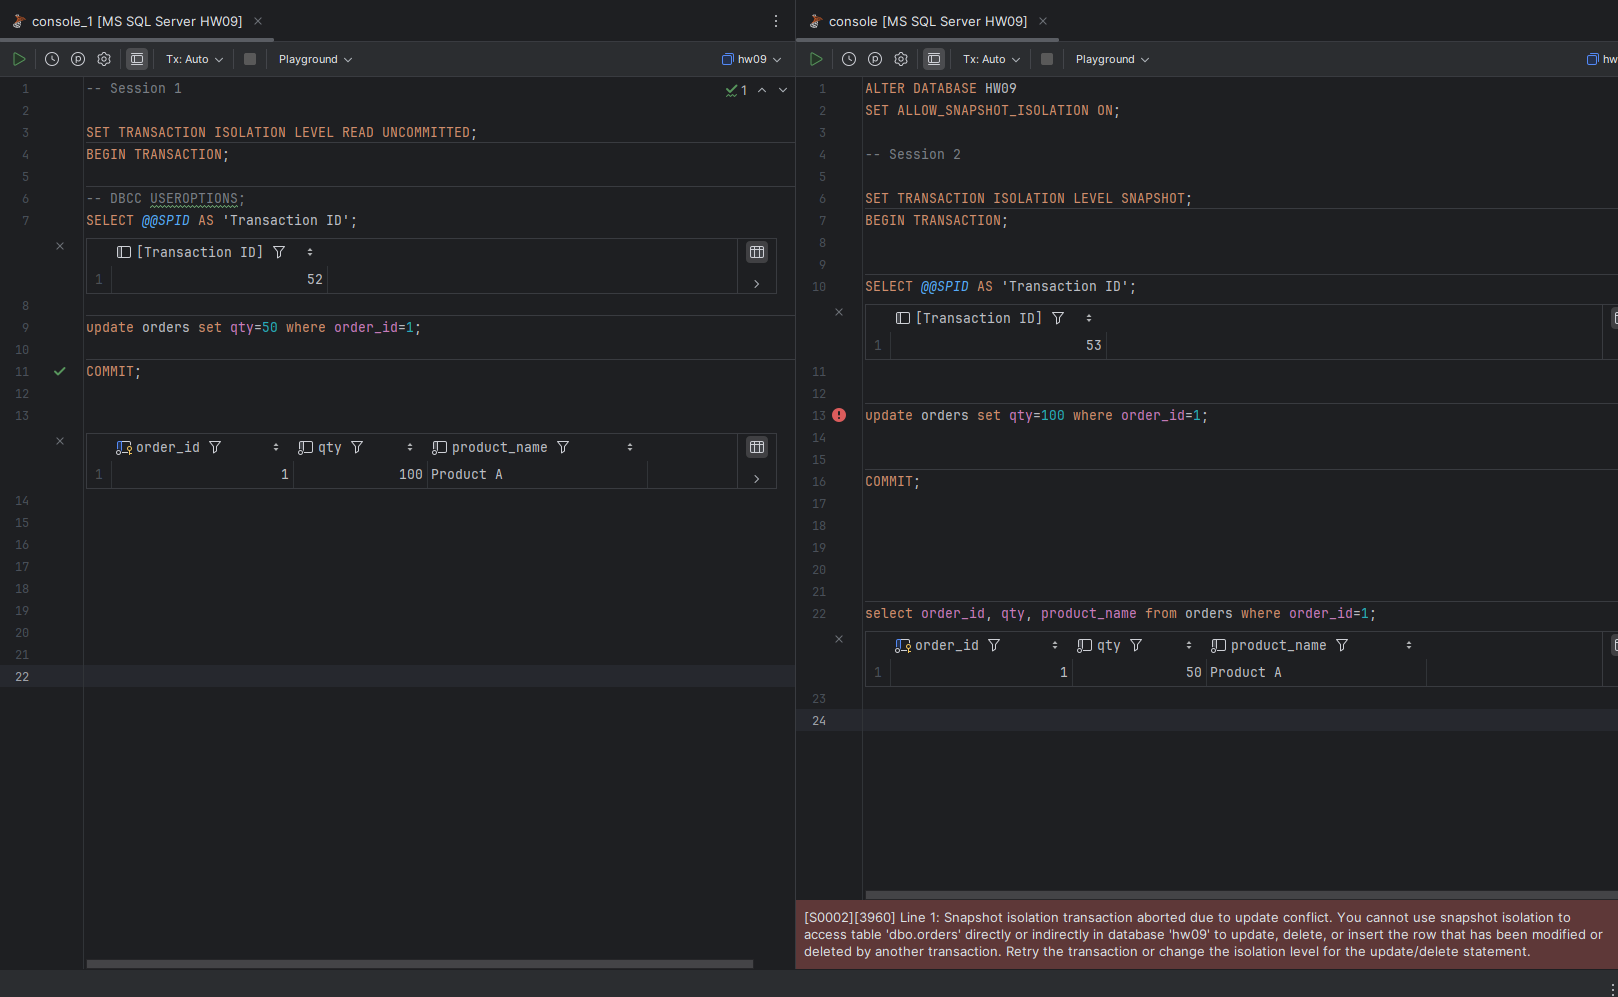 console_1 [MS SQL Server HW09]
Tx: Auto
Playground
hw09
1 -- Session 1
1
2
3 SET TRANSACTION ISOLATION LEVEL READ UNCOMMITTED;
4 BEGIN TRANSACTION;
5
6 -- DBCC USEROPTIONS;
7 SELECT @@SPID AS 'Transaction ID';
[Transaction ID]
1 52
8
9 update orders set qty=50 where order_id=1;
10
11 COMMIT;
12
13
order_id qty product_name
1 1 100 Product A
14
15
16
17
18
19
20
21
22
console [MS SQL Server HW09]
Tx: Auto
Playground
hw
1 ALTER DATABASE HW09
2 SET ALLOW_SNAPSHOT_ISOLATION ON;
3
4 -- Session 2
5
6 SET TRANSACTION ISOLATION LEVEL SNAPSHOT;
7 BEGIN TRANSACTION;
8
9
10 SELECT @@SPID AS 'Transaction ID';
[Transaction ID]
1 53
11
12
13 update orders set qty=100 where order_id=1;
14
15
16 COMMIT;
17
18
19
20
21
22 select order_id, qty, product_name from orders where order_id=1;
order_id qty product_name
1 1 50 Product A
23
24
[S0002][3960] Line 1: Snapshot isolation transaction aborted due to update conflict. You cannot use snapshot isolation to
access table 'dbo.orders' directly or indirectly in database 'hw09' to update, delete, or insert the row that has been modified or
deleted by another transaction. Retry the transaction or change the isolation level for the update/delete statement.